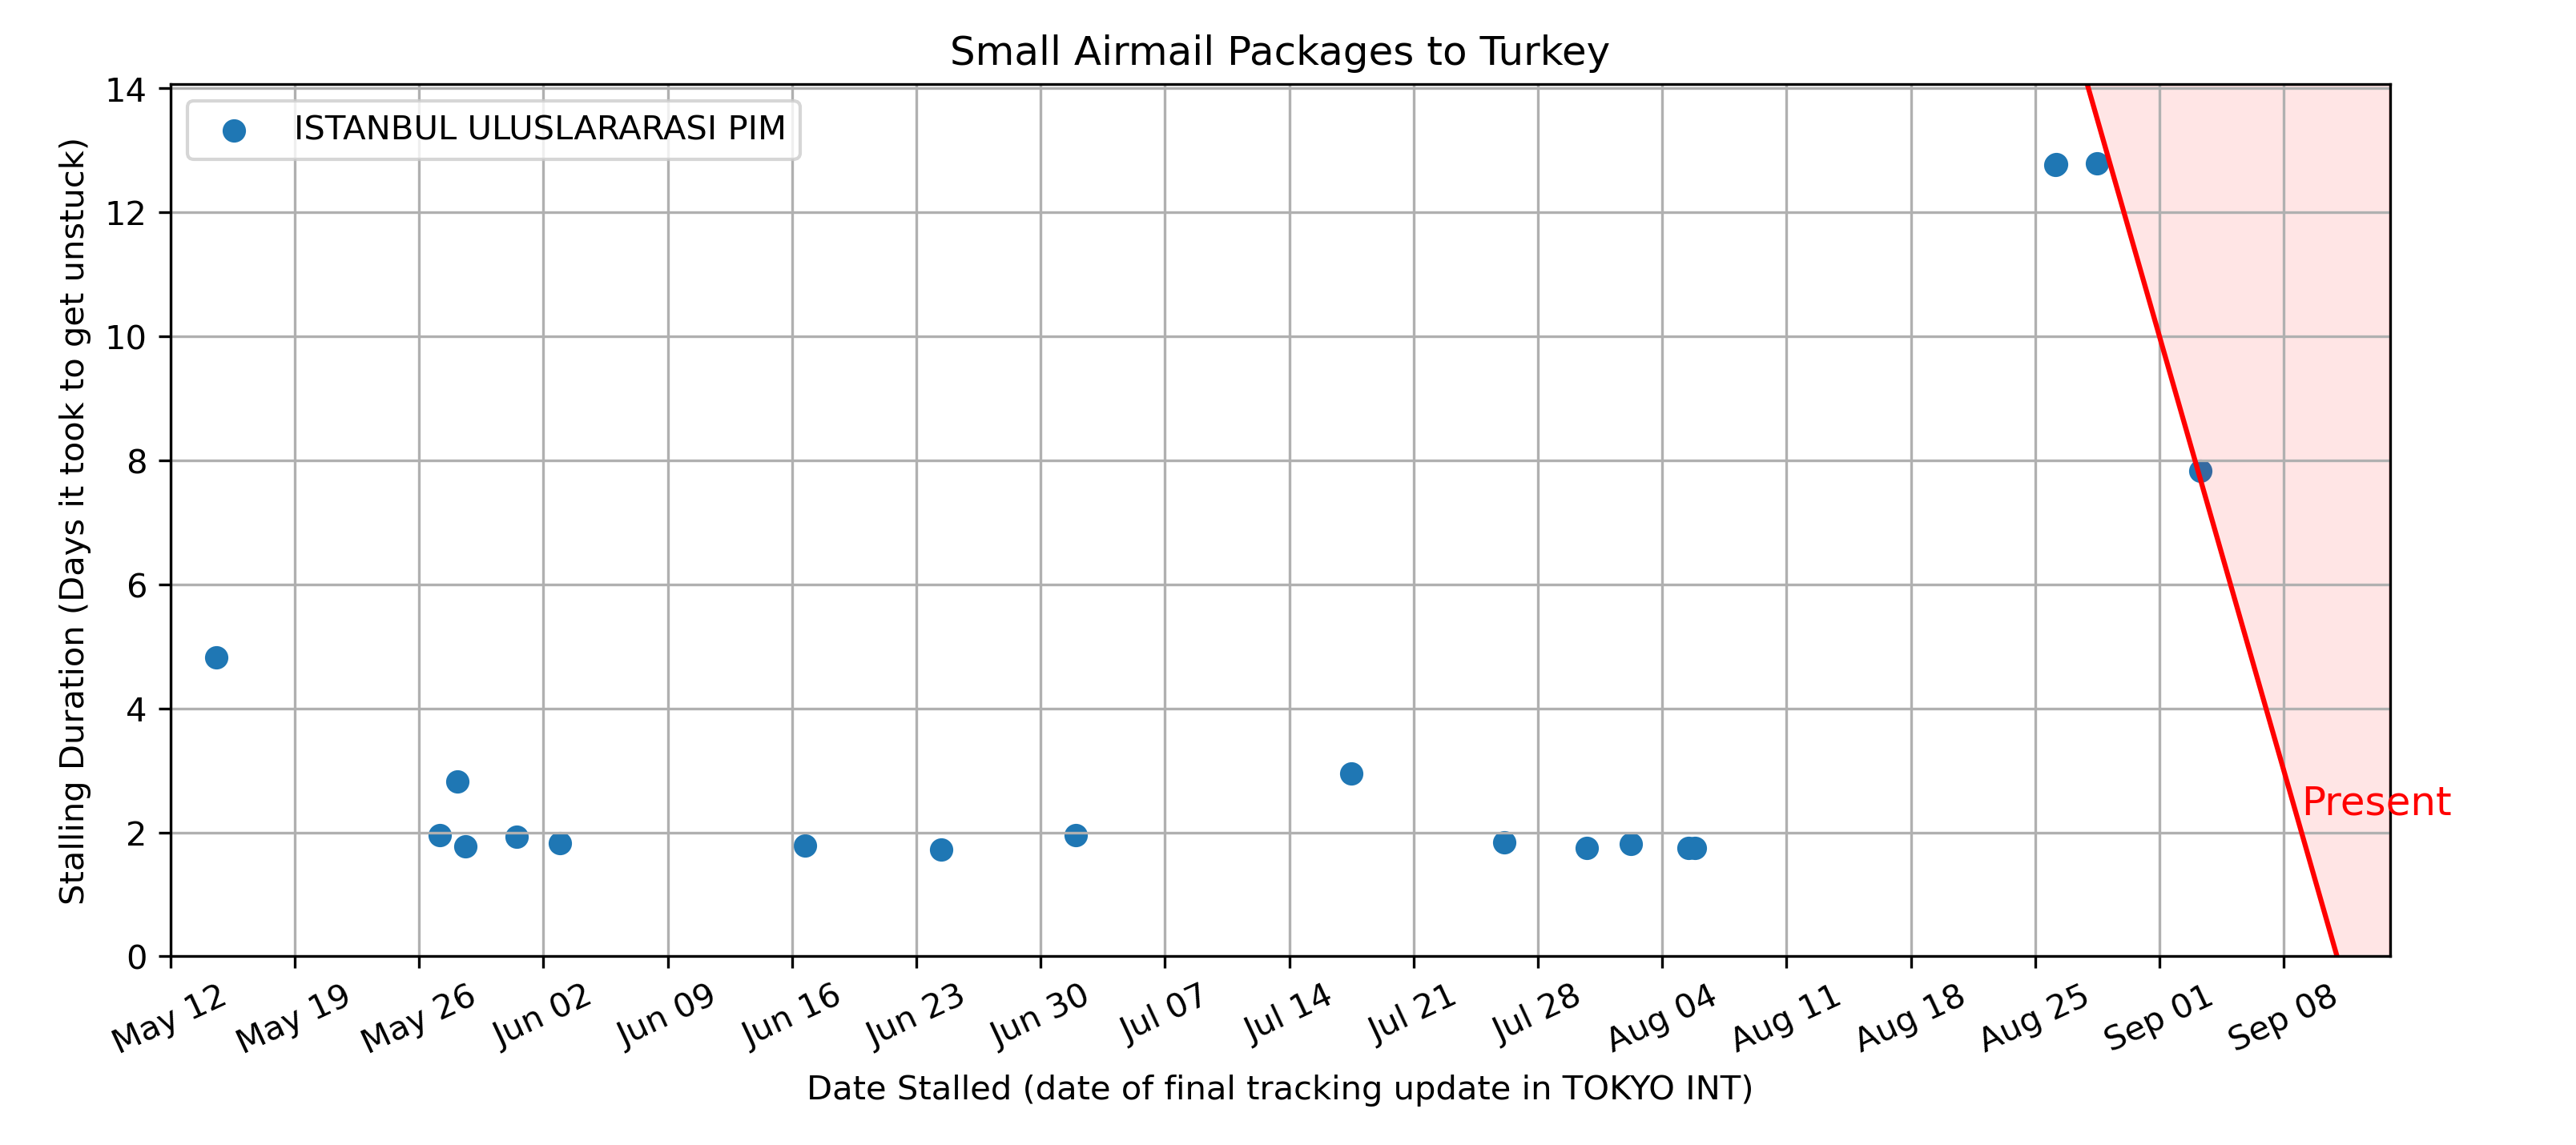 Small Airmail Packages to Turkey
ISTANBUL ULUSLARARASI PIM
Stalling Duration (Days it took to get unstuck)
14
12
10
8
6
4
2
0
Present
May 12
May 19
May 26
Jun 02
Jun 09
Jun 16
Jun 23
Jun 30
Jul 07
Jul 14
Jul 21
Jul 28
Aug 04
Aug 11
Aug 18
Aug 25
Sep 01
Sep 08
Date Stalled (date of final tracking update in TOKYO INT)